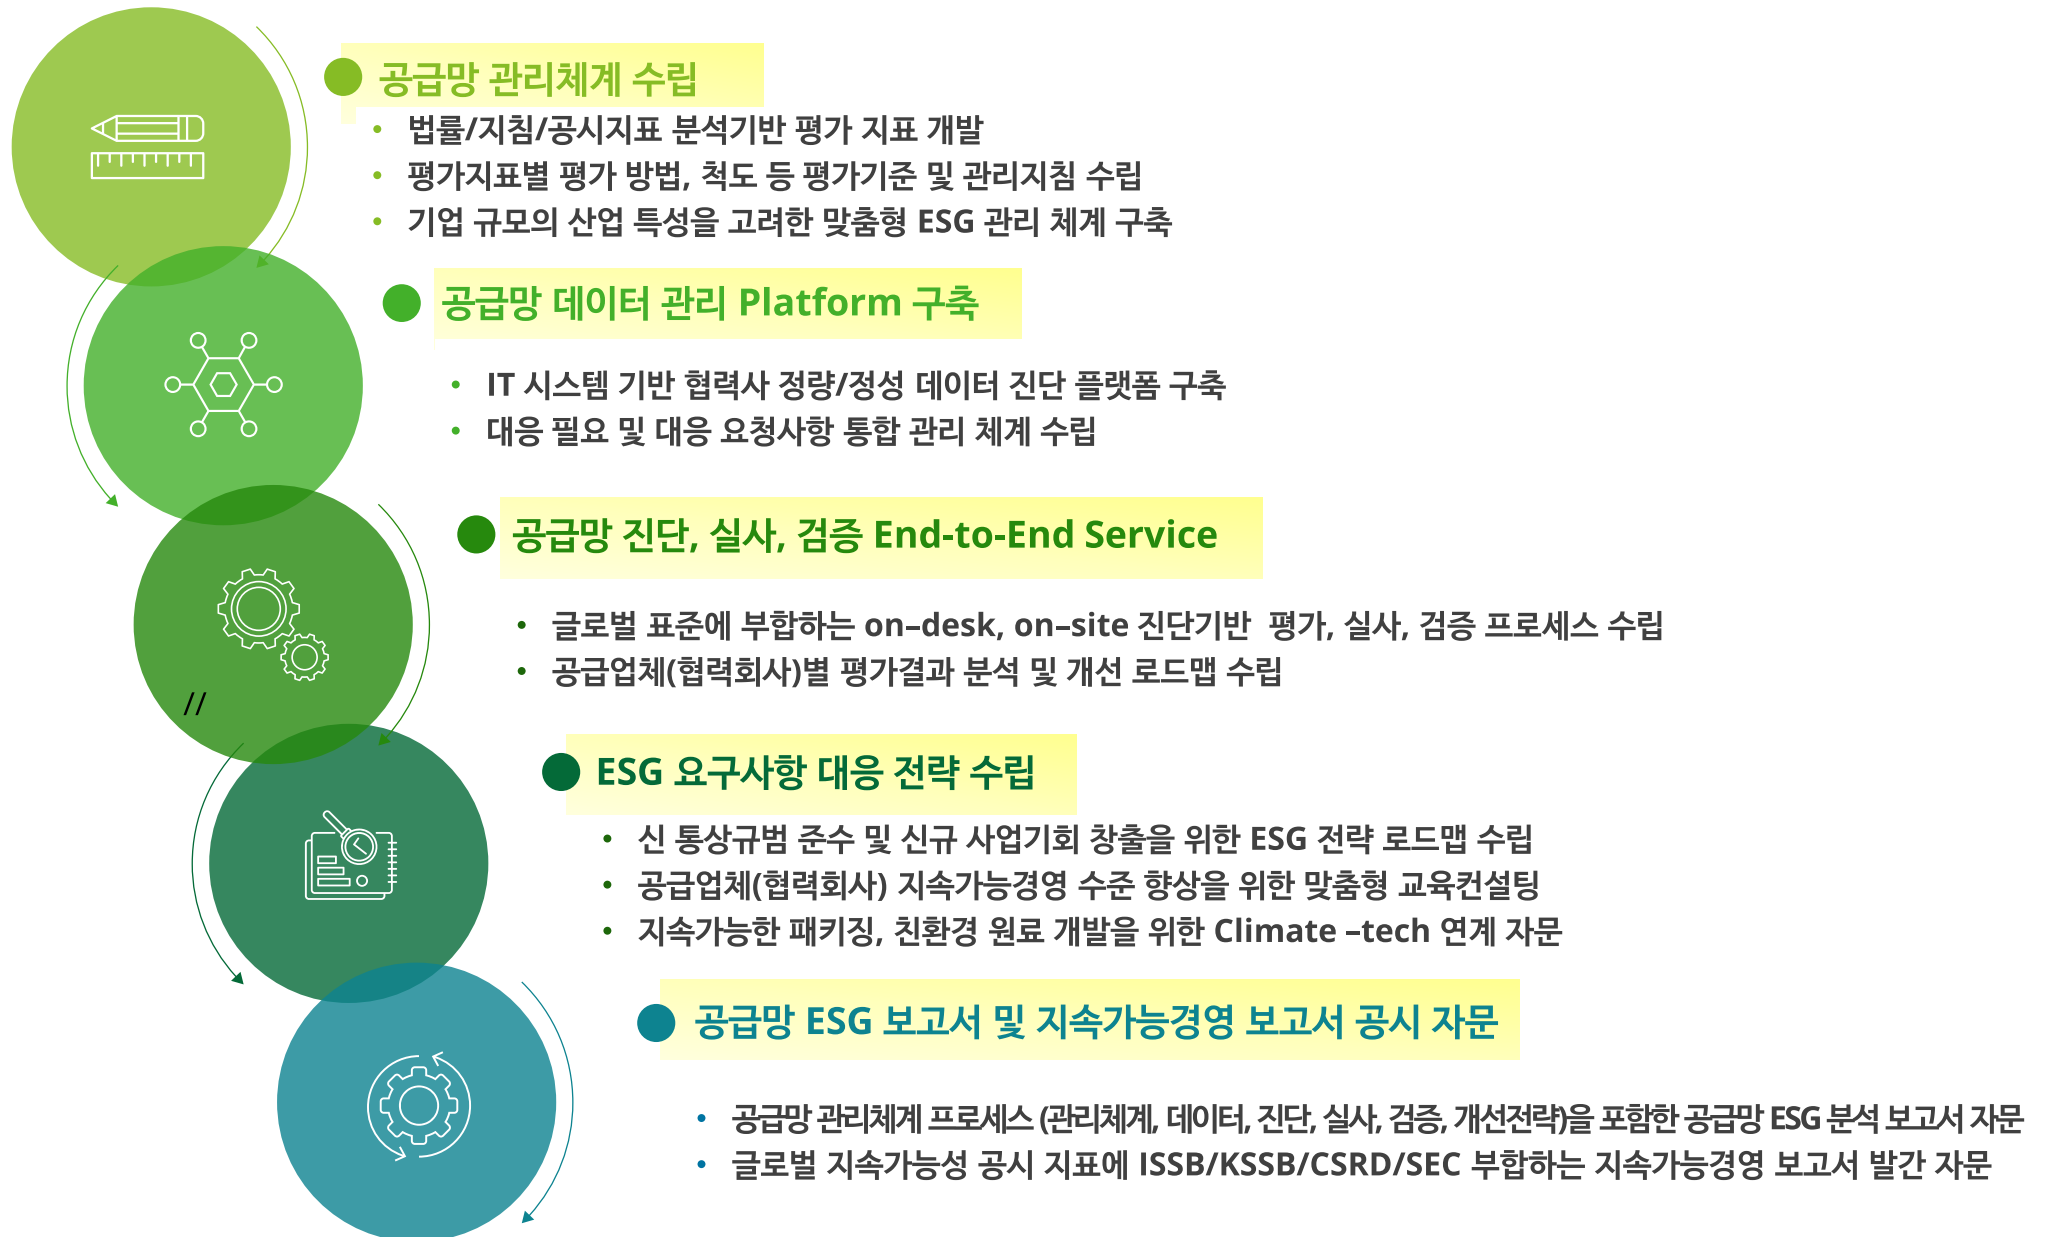 공급망 관리체계 수립
• 법률/지침/공시지표 분석기반 평가 지표 개발
• 평가지표별 평가 방법, 척도 등 평가기준 및 관리지침 수립
• 기업 규모의 산업 특성을 고려한 맞춤형 ESG 관리 체계 구축
공급망 데이터 관리 Platform 구축
• IT 시스템 기반 협력사 정량/정성 데이터 진단 플랫폼 구축
• 대응 필요 및 대응 요청사항 통합 관리 체계 수립
공급망 진단, 실사, 검증 End-to-End Service
• 글로벌 표준에 부합하는 on–desk, on–site 진단기반 평가, 실사, 검증 프로세스 수립
• 공급업체(협력회사)별 평가결과 분석 및 개선 로드맵 수립
//
ESG 요구사항 대응 전략 수립
• 신 통상규범 준수 및 신규 사업기회 창출을 위한 ESG 전략 로드맵 수립
• 공급업체(협력회사) 지속가능경영 수준 향상을 위한 맞춤형 교육컨설팅
• 지속가능한 패키징, 친환경 원료 개발을 위한 Climate –tech 연계 자문
공급망 ESG 보고서 및 지속가능경영 보고서 공시 자문
• 공급망 관리체계 프로세스 (관리체계, 데이터, 진단, 실사, 검증, 개선전략)을 포함한 공급망 ESG 분석 보고서 자문
• 글로벌 지속가능성 공시 지표에 ISSB/KSSB/CSRD/SEC 부합하는 지속가능경영 보고서 발간 자문